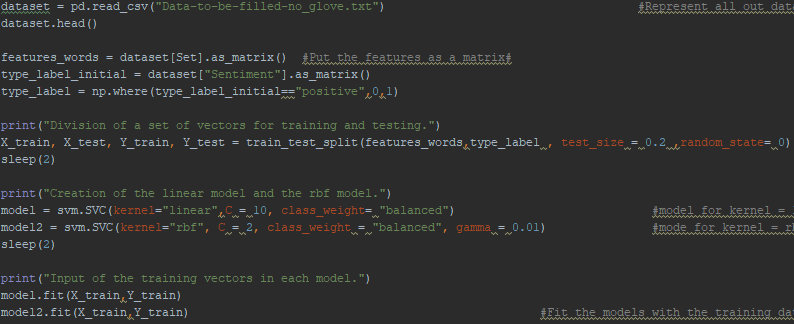 dataset = pd.read_csv("Data-to-be-filled-no_glove.txt") #Represent all out dat
dataset.head()
features_words = dataset[Set].as_matrix() #Put the features as a matrix#
type_label_initial = dataset["Sentiment"].as_matrix()
type_label = np.where(type_label_initial=="positive",0,1)
print("Division of a set of vectors for training and testing.")
X_train, X_test, Y_train, Y_test = train_test_split(features_words,type_label , test_size = 0.2 ,random_state= 0)
sleep(2)
print("Creation of the linear model and the rbf model.")
model = svm.SVC(kernel="linear",C = 10, class_weight= "balanced") #model for kernel =
model2 = svm.SVC(kernel="rbf", C = 2, class_weight = "balanced", gamma = 0.01) #mode for kernel = r
sleep(2)
print("Input of the training vectors in each model.")
model.fit(X_train,Y_train)
model2.fit(X_train,Y_train) #Fit the models with the training da